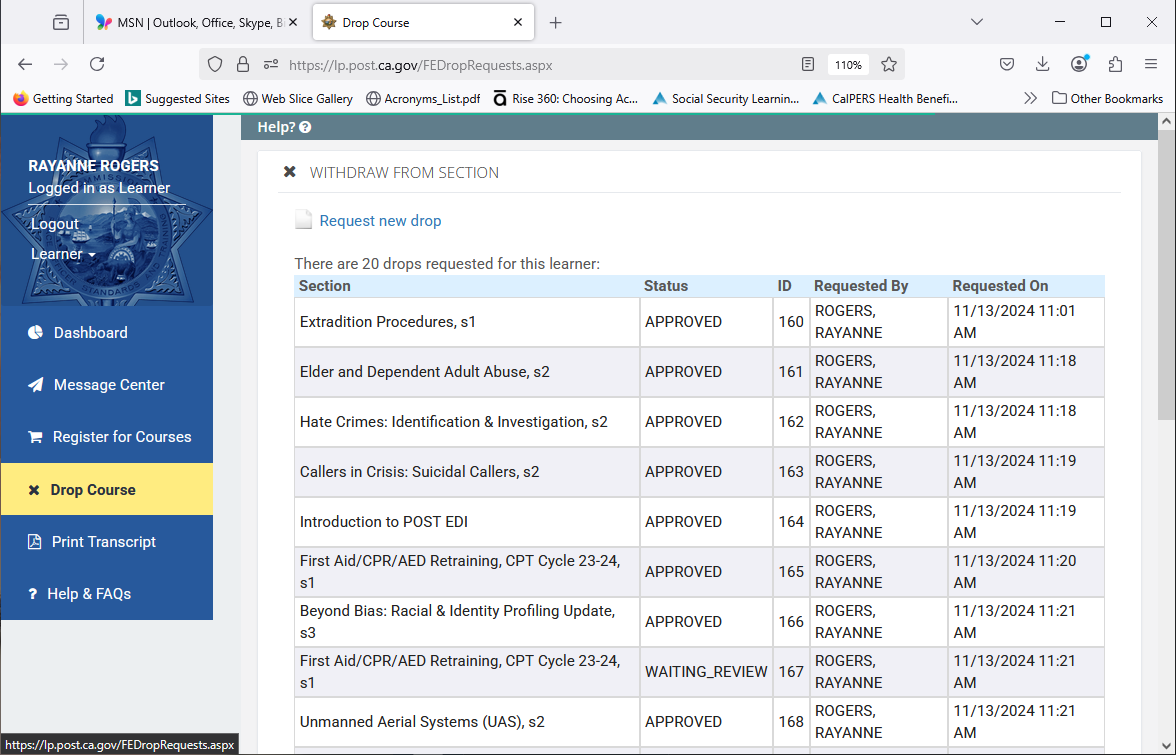 MSN | Outlook, Office, Skype, B
Drop Course
https://lp.post.ca.gov/FEDropRequests.aspx
110%
Getting Started
Suggested Sites
Web Slice Gallery
Acronyms_List.pdf
Rise 360: Choosing Ac...
Social Security Learnin...
CalPERS Health Benefi...
Other Bookmarks
RAYANNE ROGERS
Logged in as Learner
Logout
Learner
Dashboard
Message Center
Register for Courses
Drop Course
Print Transcript
Help & FAQs
Help?
WITHDRAW FROM SECTION
Request new drop
There are 20 drops requested for this learner:
Section Status ID Requested By Requested On
Extradition Procedures, s1 APPROVED 160 ROGERS, RAYANNE 11/13/2024 11:01 AM
Elder and Dependent Adult Abuse, s2 APPROVED 161 ROGERS, RAYANNE 11/13/2024 11:18 AM
Hate Crimes: Identification & Investigation, s2 APPROVED 162 ROGERS, RAYANNE 11/13/2024 11:18 AM
Callers in Crisis: Suicidal Callers, s2 APPROVED 163 ROGERS, RAYANNE 11/13/2024 11:19 AM
Introduction to POST EDI APPROVED 164 ROGERS, RAYANNE 11/13/2024 11:19 AM
First Aid/CPR/AED Retraining, CPT Cycle 23-24, s1 APPROVED 165 ROGERS, RAYANNE 11/13/2024 11:20 AM
Beyond Bias: Racial & Identity Profiling Update, s3 APPROVED 166 ROGERS, RAYANNE 11/13/2024 11:21 AM
First Aid/CPR/AED Retraining, CPT Cycle 23-24, s1 WAITING_REVIEW 167 ROGERS, RAYANNE 11/13/2024 11:21 AM
Unmanned Aerial Systems (UAS), s2 APPROVED 168 ROGERS, RAYANNE 11/13/2024 11:21 AM
https://lp.post.ca.gov/FEDropRequests.aspx